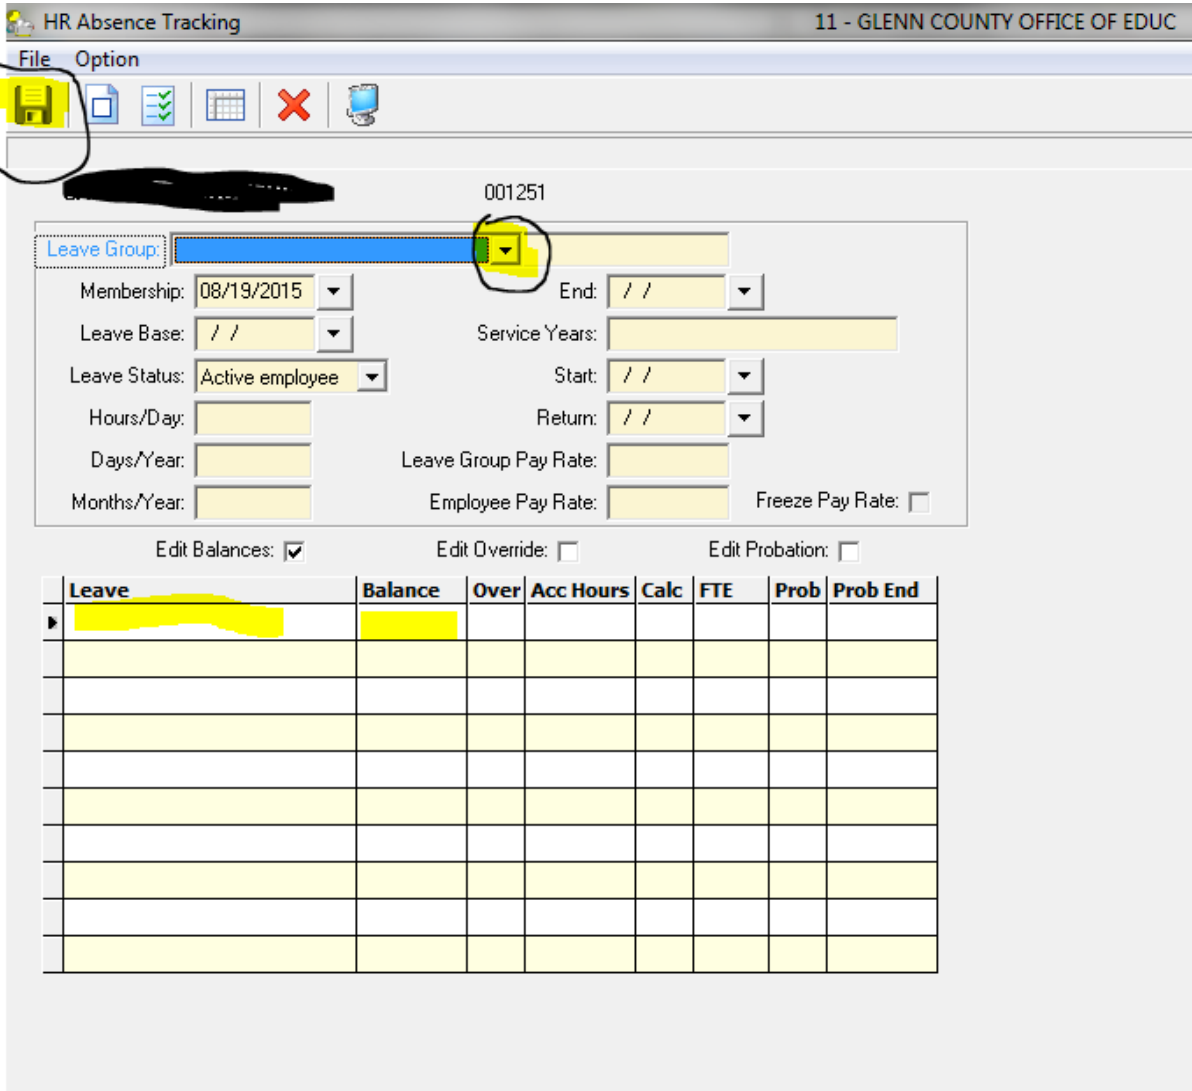 HR Absence Tracking 11 - GLENN COUNTY OFFICE OF EDUC
File Option
001251
Leave Group:
Membership: 08/19/2015 End: / /
Leave Base: / / Service Years:
Leave Status: Active employee Start: / /
Hours/Day: Return: / /
Days/Year: Leave Group Pay Rate:
Months/Year: Employee Pay Rate: Freeze Pay Rate:
Edit Balances: Edit Override: Edit Probation:
Leave Balance Over Acc Hours Calc FTE Prob Prob End